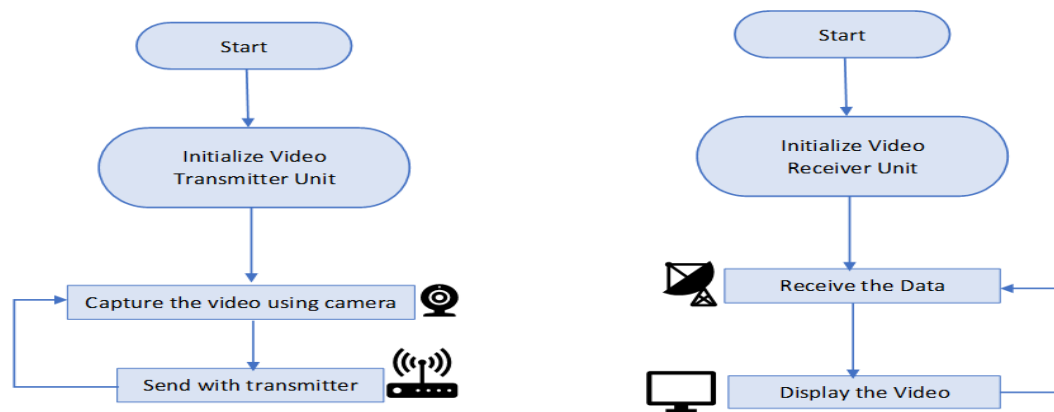 Start
Initialize Video
Transmitter Unit
Capture the video using camera
Send with transmitter
Start
Initialize Video
Receiver Unit
Receive the Data
Display the Video